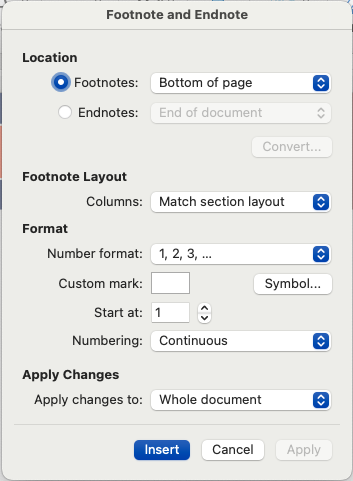 Footnote and Endnote
Location
Footnotes: Bottom of page
Endnotes: End of document
Convert...
Footnote Layout
Columns: Match section layout
Format
Number format: 1, 2, 3, ...
Custom mark: Symbol...
Start at: 1
Numbering: Continuous
Apply Changes
Apply changes to: Whole document
Insert Cancel Apply